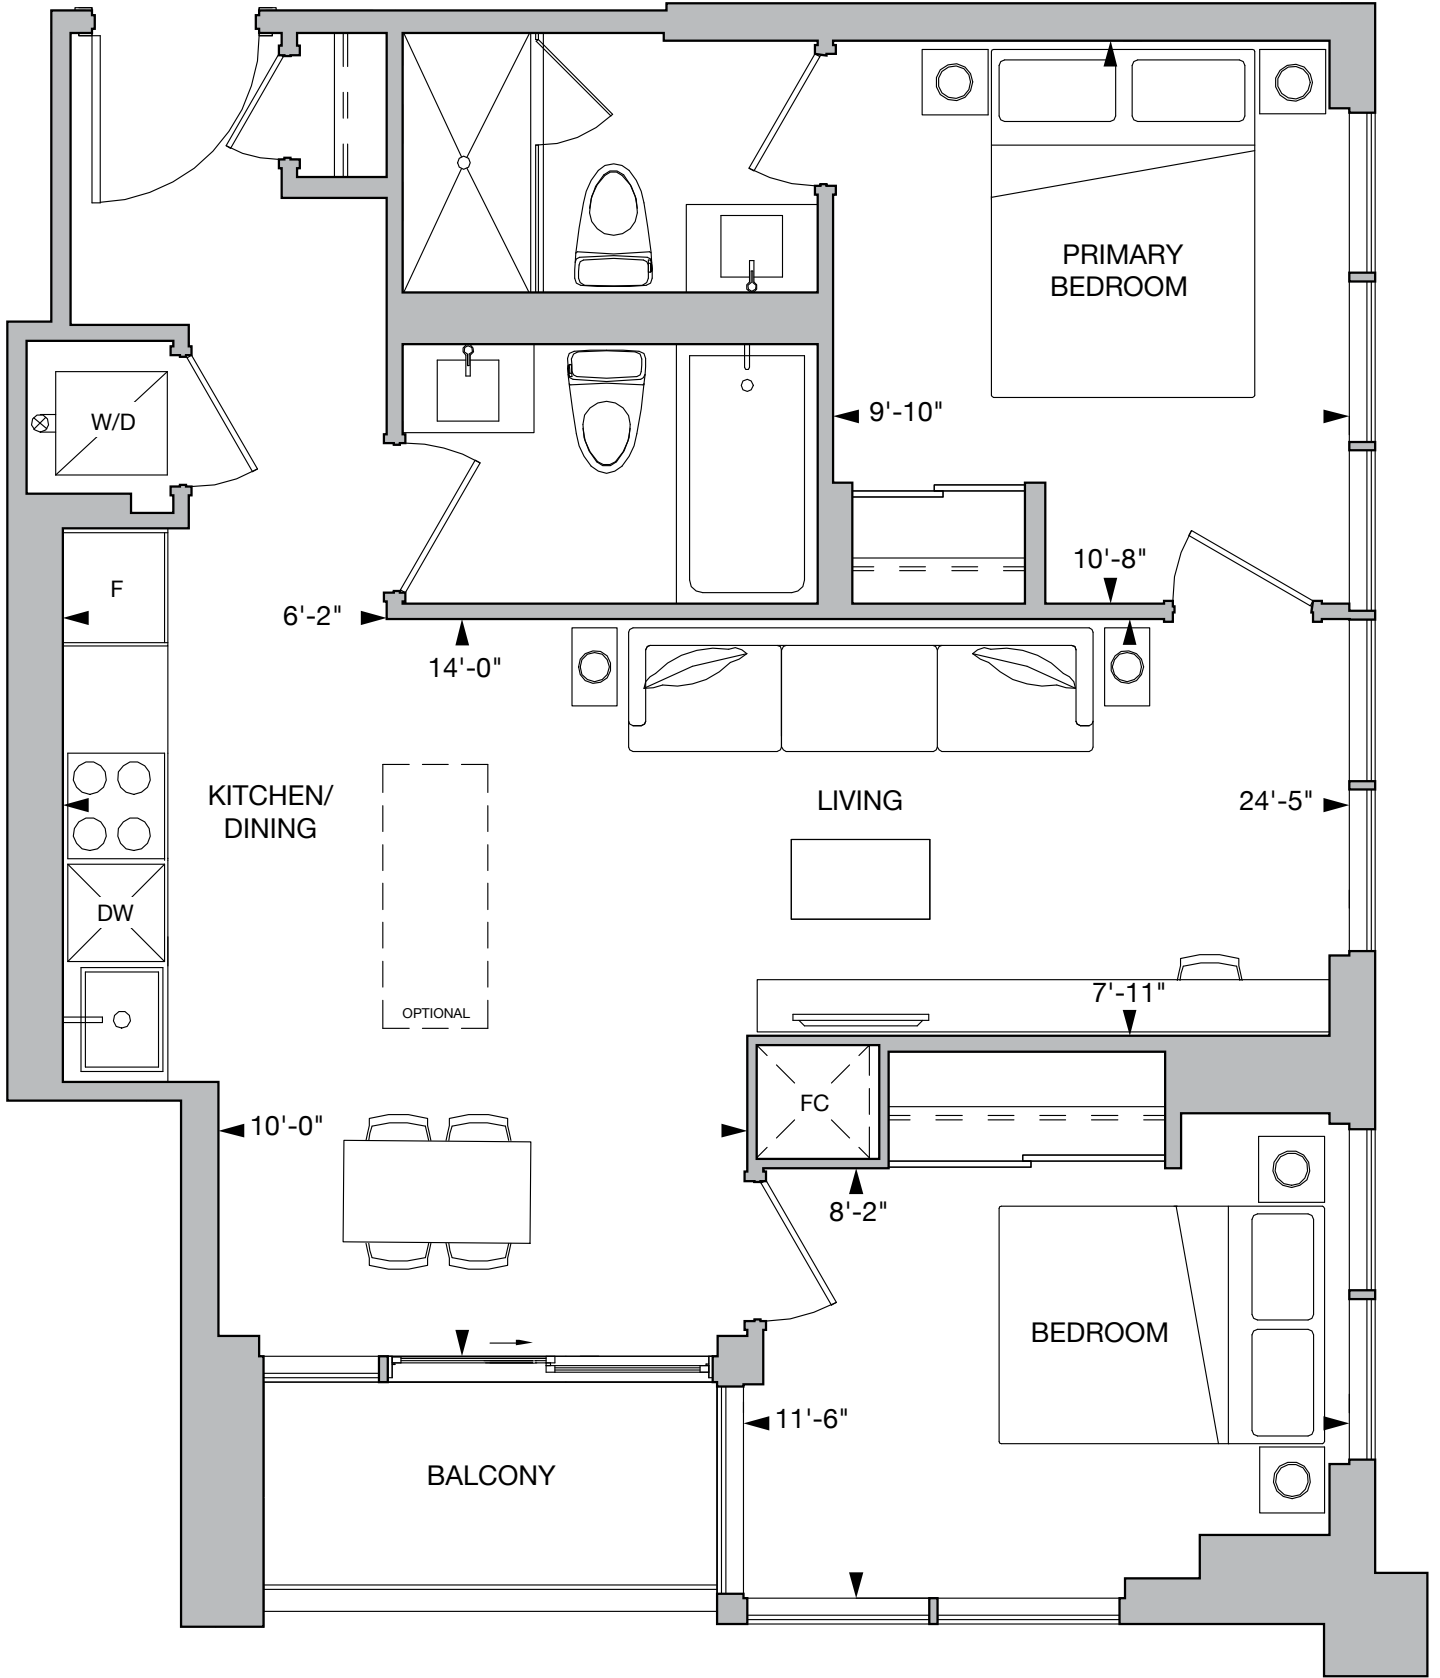 PRIMARY
BEDROOM
9'-10"
W/D
10'-8"
F
6'-2"
14'-0"
KITCHEN/
DINING
LIVING
24'-5"
DW
7'-11"
OPTIONAL
FC
10'-0"
8'-2"
BEDROOM
11'-6"
BALCONY